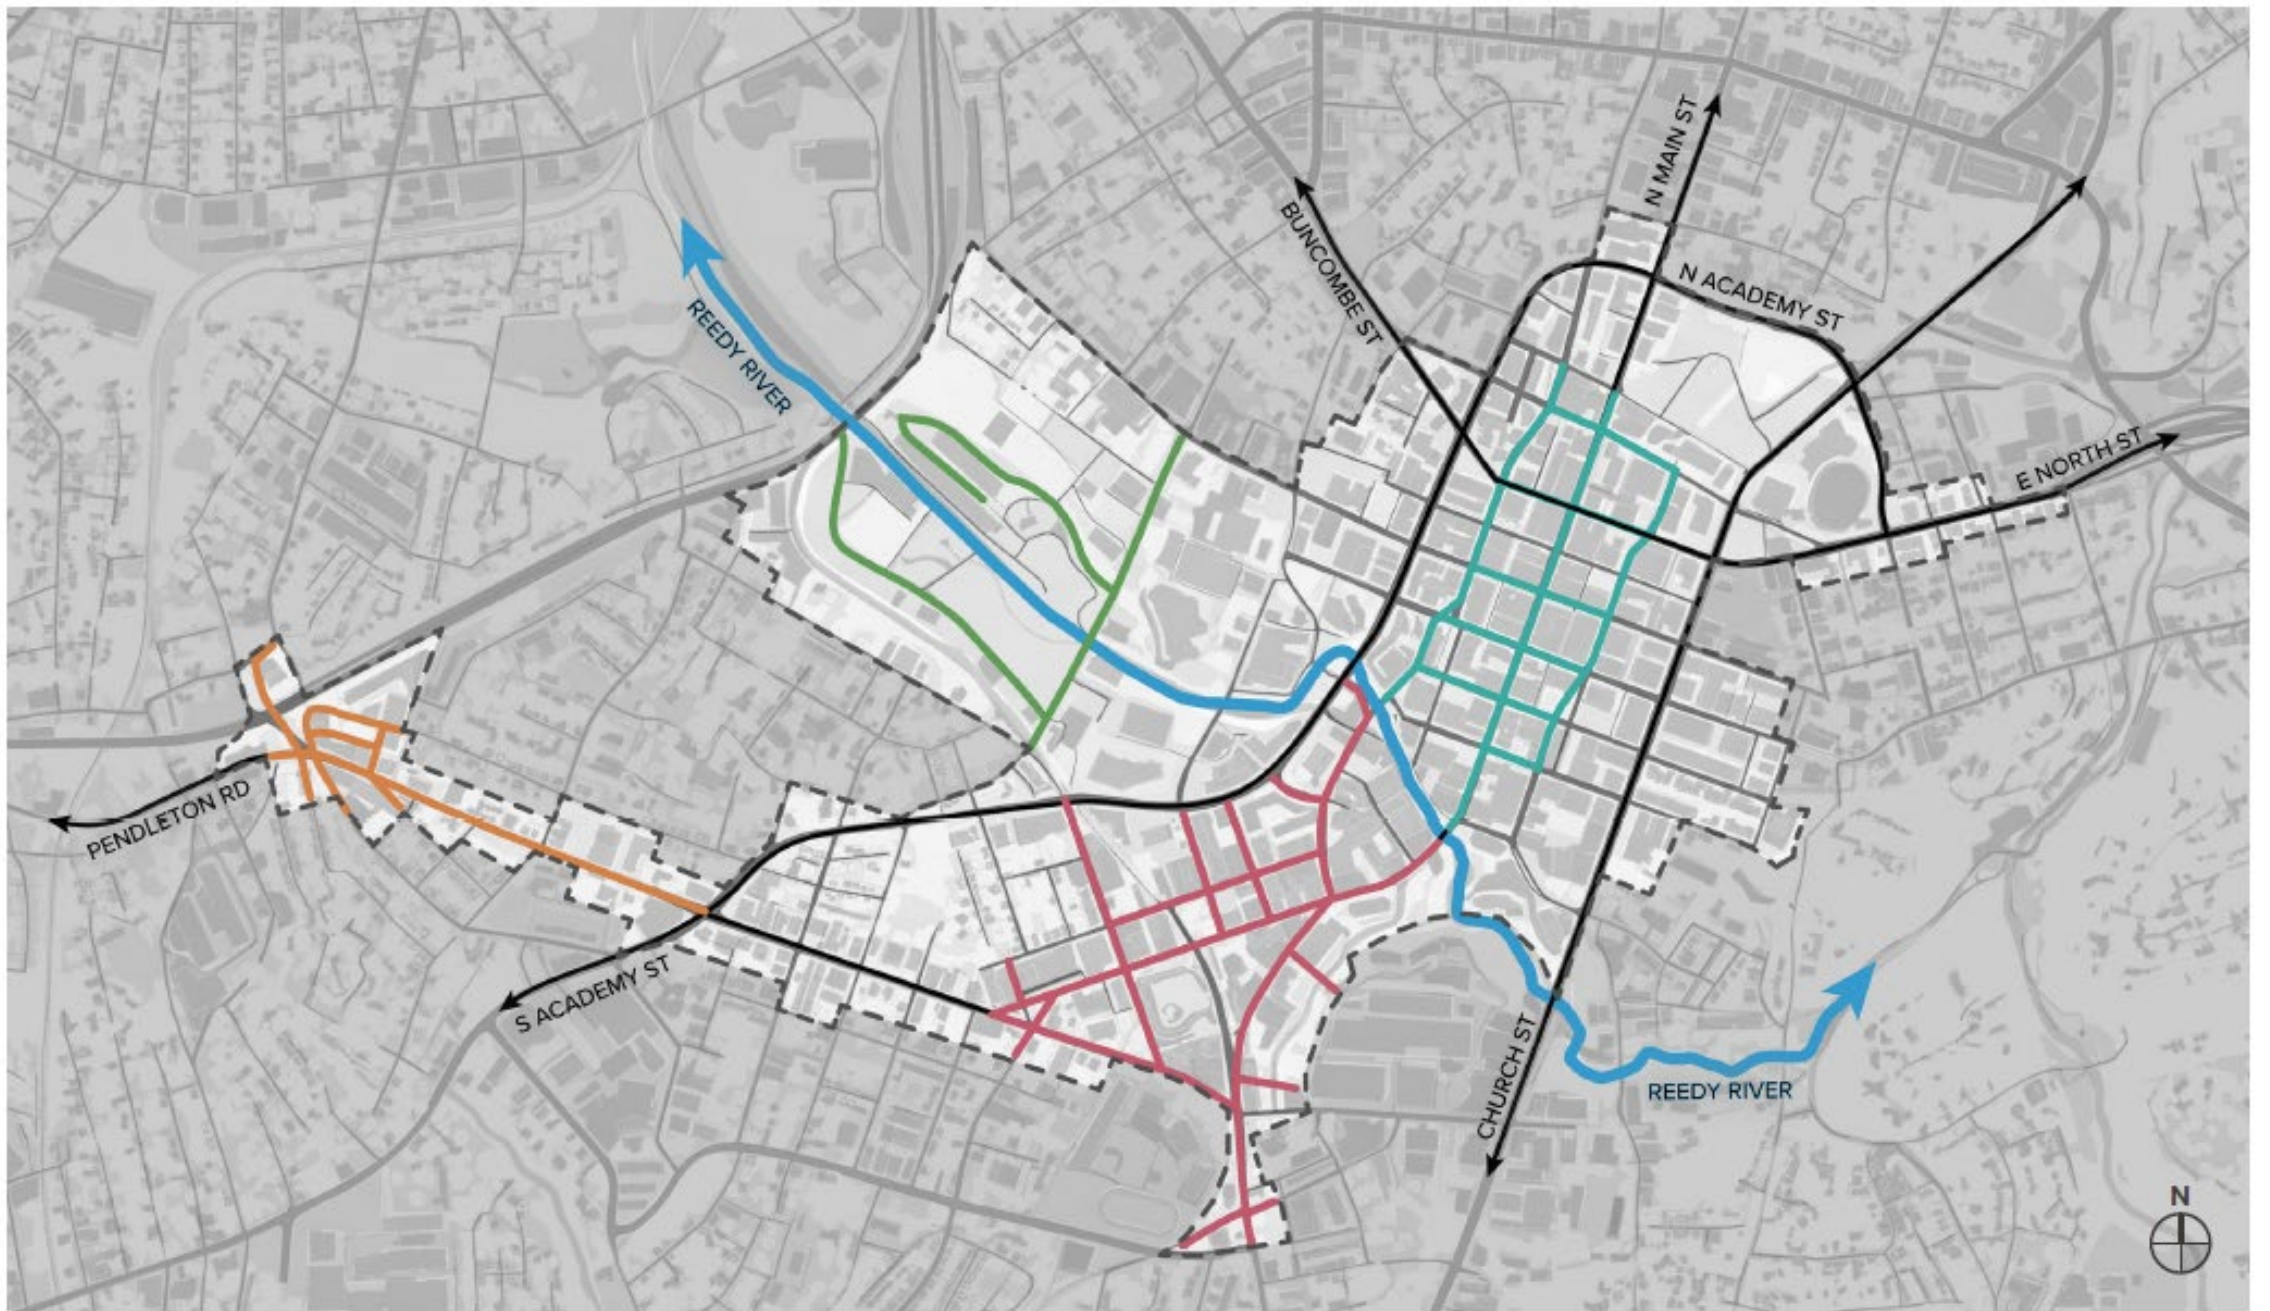 N MAIN ST
BUNCOMBE ST
N ACADEMY ST
REEDY RIVER
E NORTH ST
PENDLETON RD
S ACADEMY ST
CHURCH ST
REEDY RIVER
N